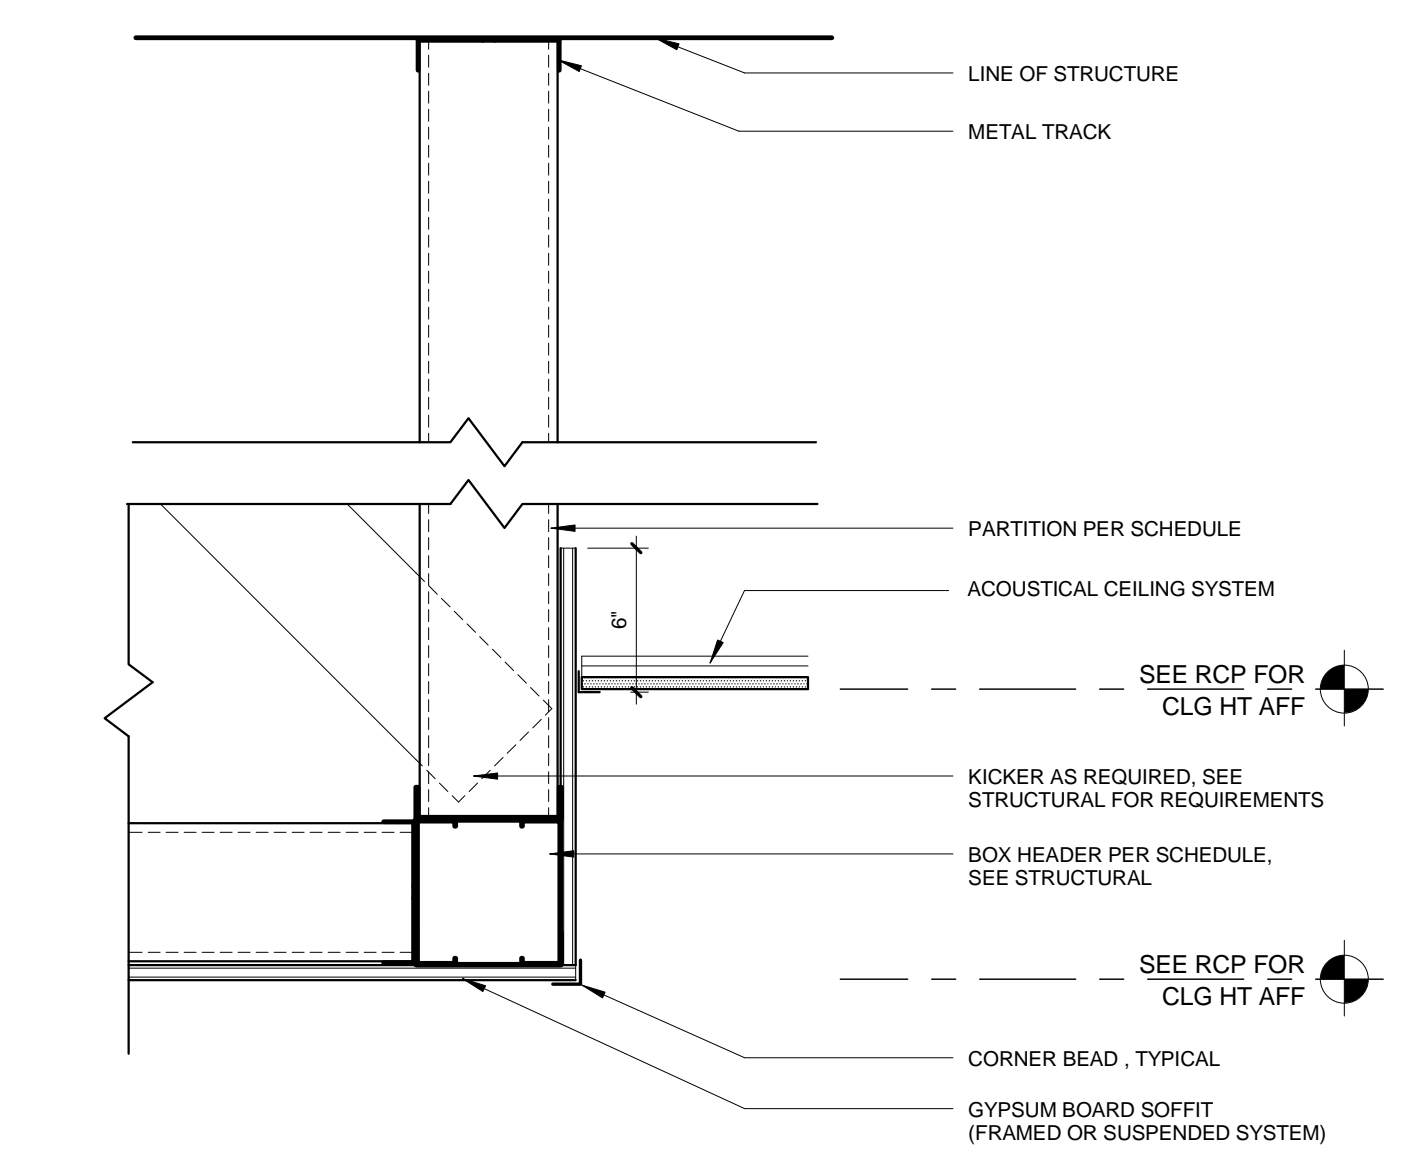 LINE OF STRUCTURE
METAL TRACK
PARTITION PER SCHEDULE
ACOUSTICAL CEILING SYSTEM
6"
SEE RCP FOR
CLG HT AFF
KICKER AS REQUIRED, SEE
STRUCTURAL FOR REQUIREMENTS
BOX HEADER PER SCHEDULE,
SEE STRUCTURAL
SEE RCP FOR
CLG HT AFF
CORNER BEAD , TYPICAL
GYPSUM BOARD SOFFIT
(FRAMED OR SUSPENDED SYSTEM)